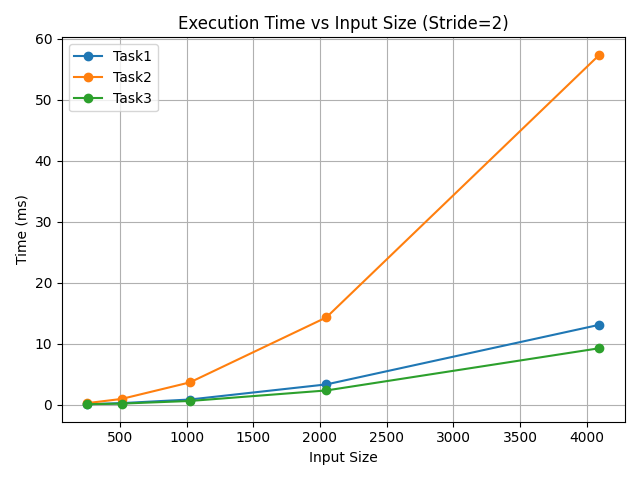 Execution Time vs Input Size (Stride=2)
Task1
Task2
Task3
60
50
40
30
20
10
0
Time (ms)
500 1000 1500 2000 2500 3000 3500 4000
Input Size